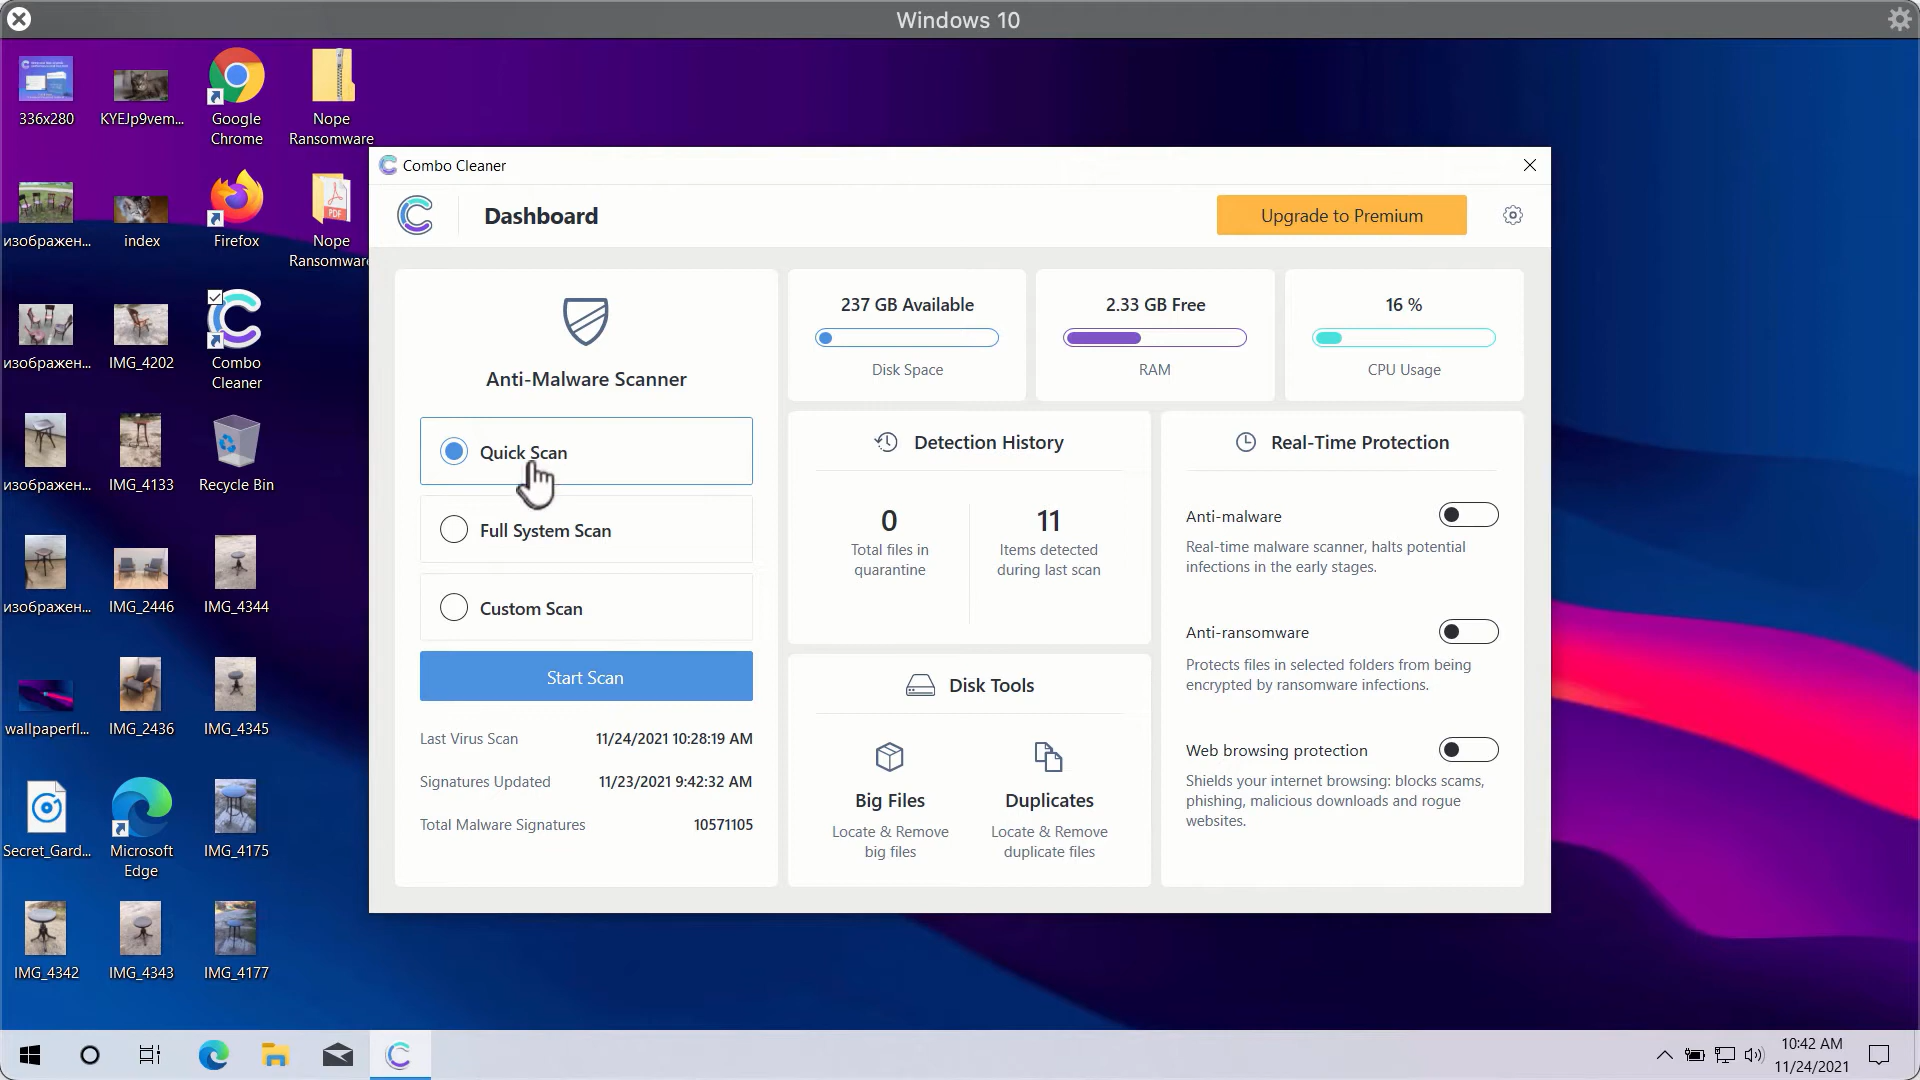 Windows 10
336x280
KYEJp9vem...
Google
Chrome
Nope
Ransomware
изображен...
index
Firefox
Nope
Ransomware
изображен...
IMG_4202
Combo
Cleaner
изображен...
IMG_4133
Recycle Bin
изображен...
IMG_2446
IMG_4344
wallpaperfl...
IMG_2436
IMG_4345
Secret_Gard...
Microsoft
Edge
IMG_4175
IMG_4342
IMG_4343
IMG_4177
Combo Cleaner
Dashboard
Upgrade to Premium
Anti-Malware Scanner
Quick Scan
Full System Scan
Custom Scan
Start Scan
Last Virus Scan 11/24/2021 10:28:19 AM
Signatures Updated 11/23/2021 9:42:32 AM
Total Malware Signatures 10571105
237 GB Available
Disk Space
2.33 GB Free
RAM
16 %
CPU Usage
Detection History
0
Total files in
quarantine
11
Items detected
during last scan
Disk Tools
Big Files
Locate & Remove
big files
Duplicates
Locate & Remove
duplicate files
Real-Time Protection
Anti-malware
Real-time malware scanner, halts potential
infections in the early stages.
Anti-ransomware
Protects files in selected folders from being
encrypted by ransomware infections.
Web browsing protection
Shields your internet browsing: blocks scams,
phishing, malicious downloads and rogue
websites.
10:42 AM
11/24/2021